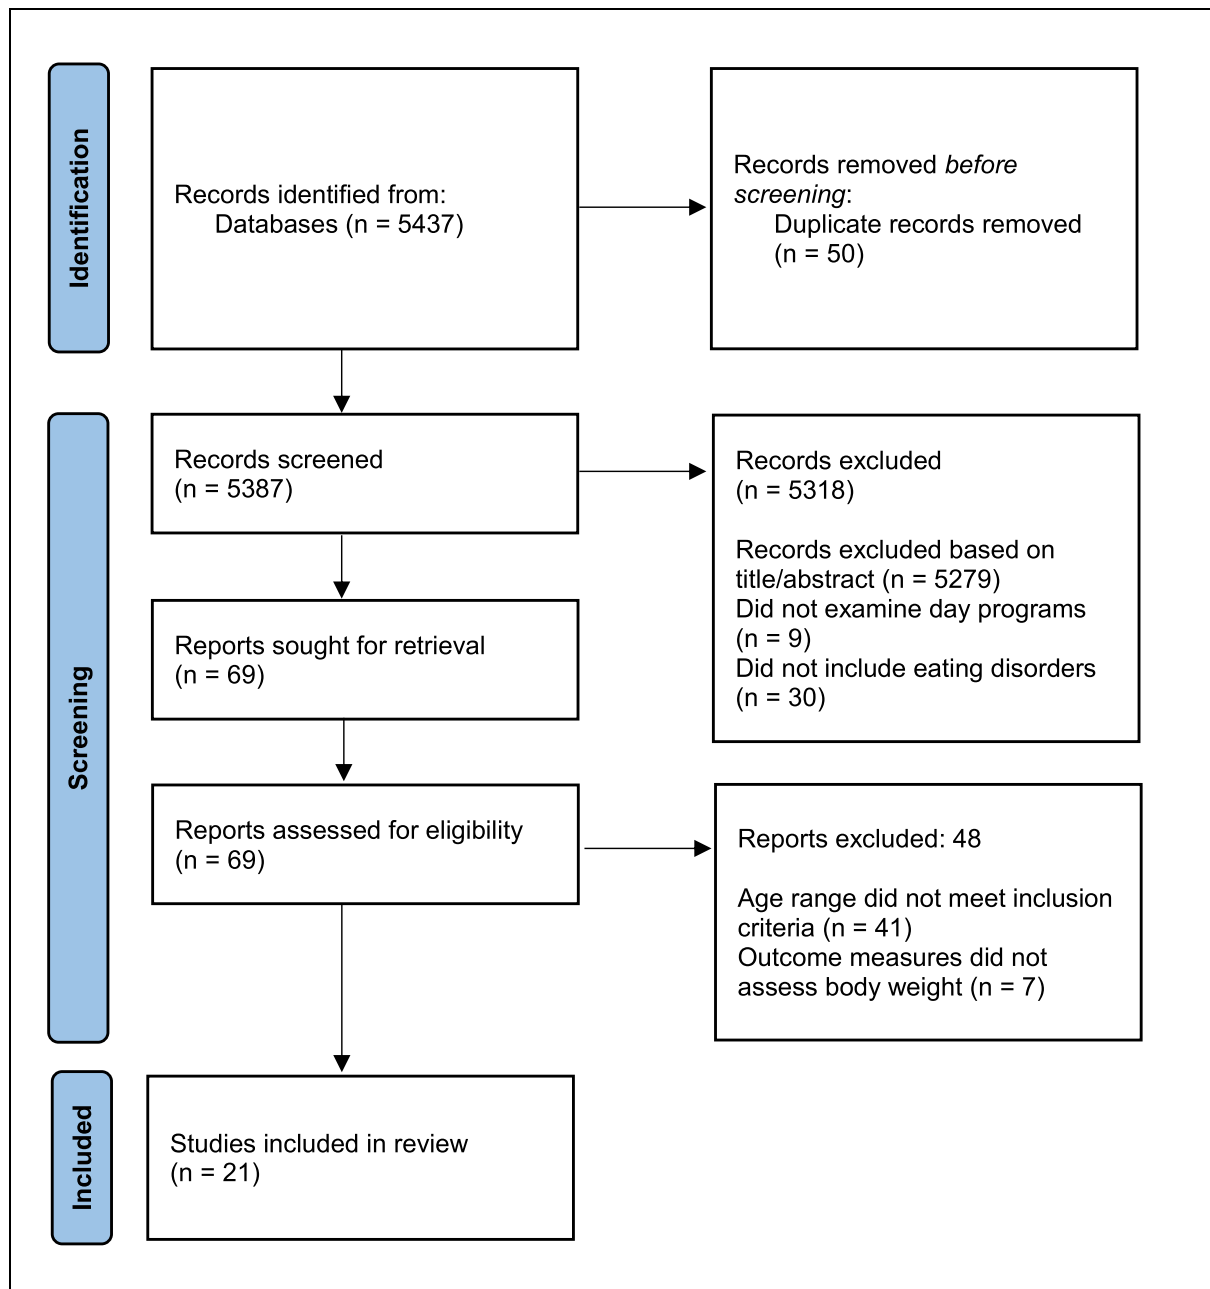 Identification
Records identified from:
Databases (n = 5437)
Records removed before
screening:
Duplicate records removed
(n = 50)
Screening
Records screened
(n = 5387)
Records excluded
(n = 5318)
Records excluded based on
title/abstract (n = 5279)
Did not examine day programs
(n = 9)
Did not include eating disorders
(n = 30)
Reports sought for retrieval
(n = 69)
Reports assessed for eligibility
(n = 69)
Reports excluded: 48
Age range did not meet inclusion
criteria (n = 41)
Outcome measures did not
assess body weight (n = 7)
Included
Studies included in review
(n = 21)